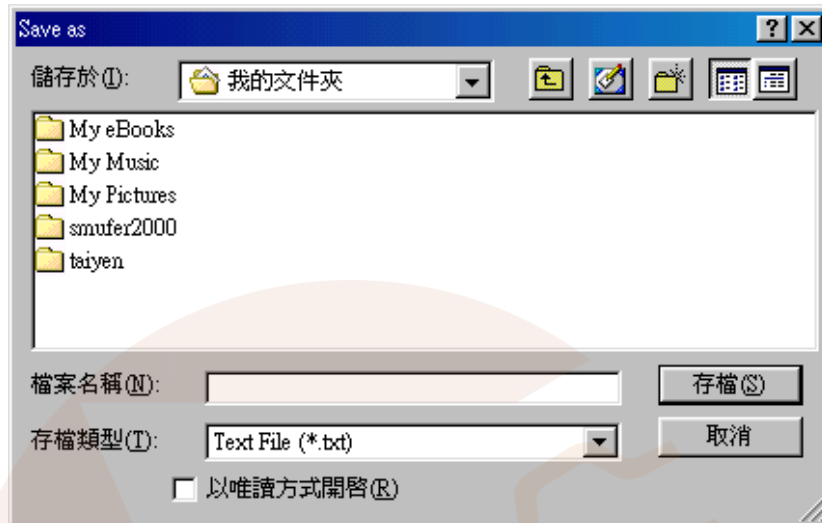 Save as
儲存於(I): 我的文件夾
My eBooks
My Music
My Pictures
smufer2000
taiyen
檔案名稱(N): 存檔(S)
存檔類型(T): Text File (*.txt) 取消
以唯讀方式開啓(R)